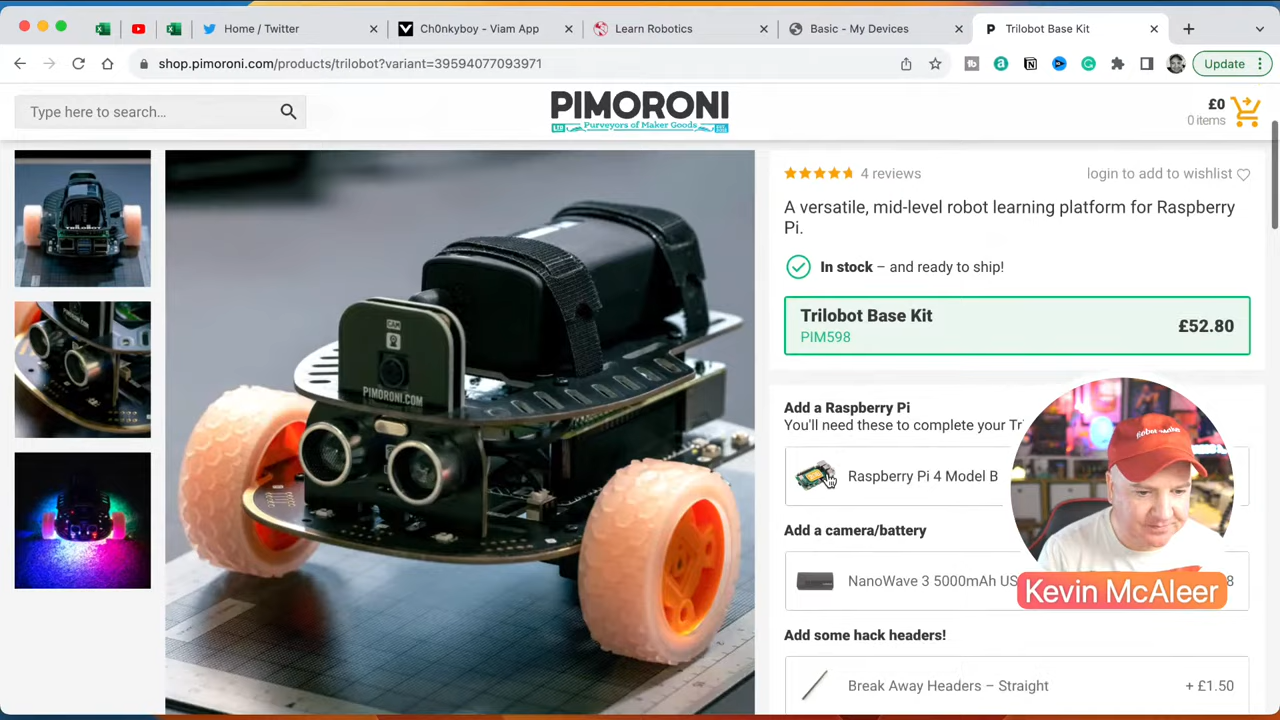 Home / Twitter
Ch0nkyboy - Viam App
Learn Robotics
Basic - My Devices
Trilobot Base Kit
shop.pimoroni.com/products/trilobot?variant=39594077093971
Update
Type here to search...
PIMORONI
Purveyors of Maker Goods
£0
0 items
4 reviews
login to add to wishlist
A versatile, mid-level robot learning platform for Raspberry
Pi.
In stock – and ready to ship!
Trilobot Base Kit
PIM598
£52.80
Add a Raspberry Pi
You'll need these to complete your Tri
Raspberry Pi 4 Model B
Add a camera/battery
NanoWave 3 5000mAh US
8
Kevin McAleer
Add some hack headers!
Break Away Headers – Straight
+ £1.50
CAM
PIMORONI.COM